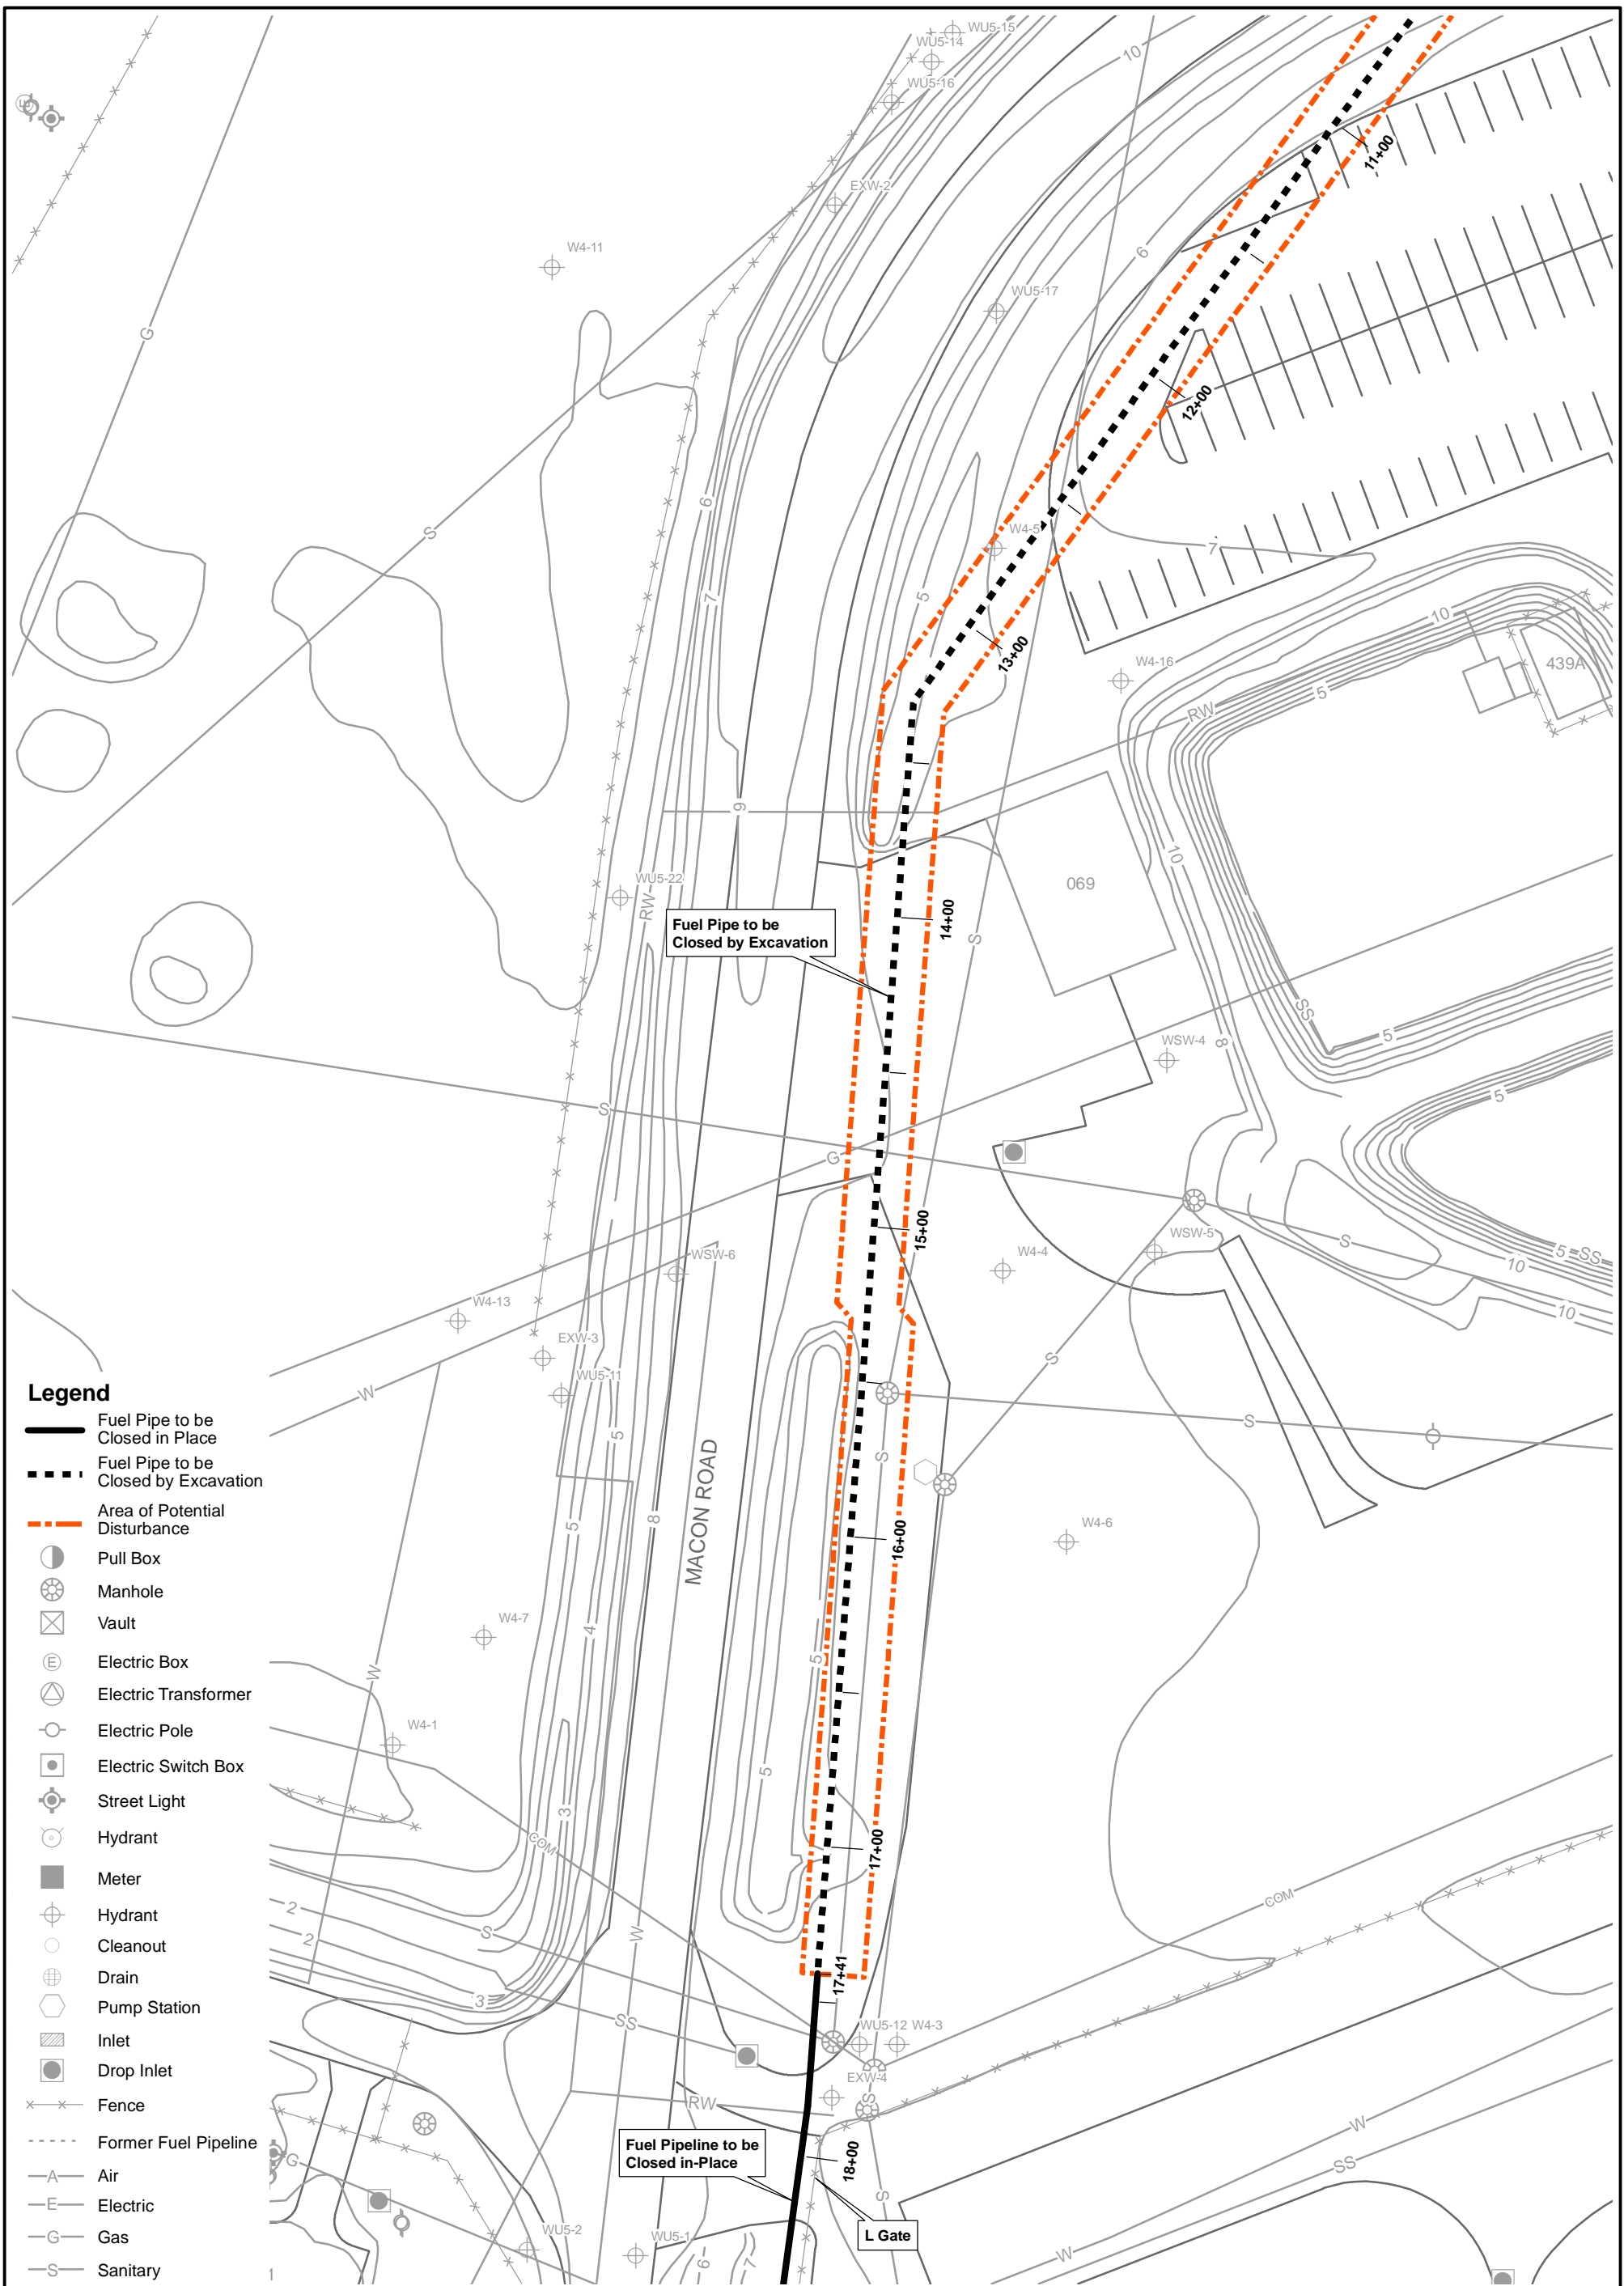 WU5-15
WU5-14
10
WU5-16
E
11+00
EXW-2
W4-11
6
WU5-17
G
12+00
S
6
W4-5
7
7
5
10
13+00
W4-16
439A
5
RW
9
10
069
WU5-22
RW
14+00
Fuel Pipe to be
Closed by Excavation
S
SS
5
8
WSW-4
5
S
G
15+00
WSW-5
S
WSW-6
W4-4
5
SS
10
W4-13
10
EXW-3
S
WU5-11
W
Legend
Fuel Pipe to be
Closed in Place
Fuel Pipe to be
Closed by Excavation
Area of Potential
Disturbance
Pull Box
Manhole
Vault
E
Electric Box
Electric Transformer
Electric Pole
Electric Switch Box
Street Light
Hydrant
Meter
Hydrant
Cleanout
Drain
Pump Station
Inlet
Drop Inlet
Fence
Former Fuel Pipeline
A
Air
E
Electric
G
Gas
S
Sanitary
S
5
S
MACON ROAD
8
5
W4-6
16+00
W4-7
4
5
W
W4-1
5
3
COM
17+00
COM
2
S
W
2
17+41
3
SS
WU5-12
W4-3
EXW-4
SS
RW
W
Fuel Pipeline to be
Closed in-Place
18+00
SS
G
S
L Gate
WU5-2
WU5-1
6
7
W